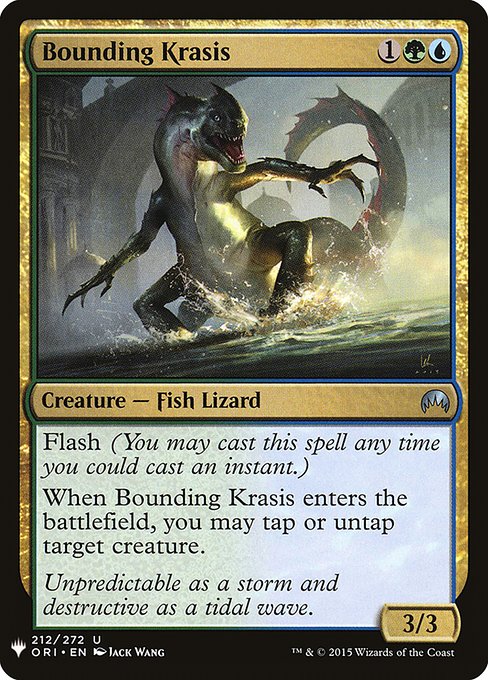 Bounding Krasis 1
Creature — Fish Lizard
Flash (You may cast this spell any time
you could cast an instant.)
When Bounding Krasis enters the
battlefield, you may tap or untap
target creature.
Unpredictable as a storm and
destructive as a tidal wave.
3/3
212/272 U
ORI • EN Jack Wang
™ & © 2015 Wizards of the Coast